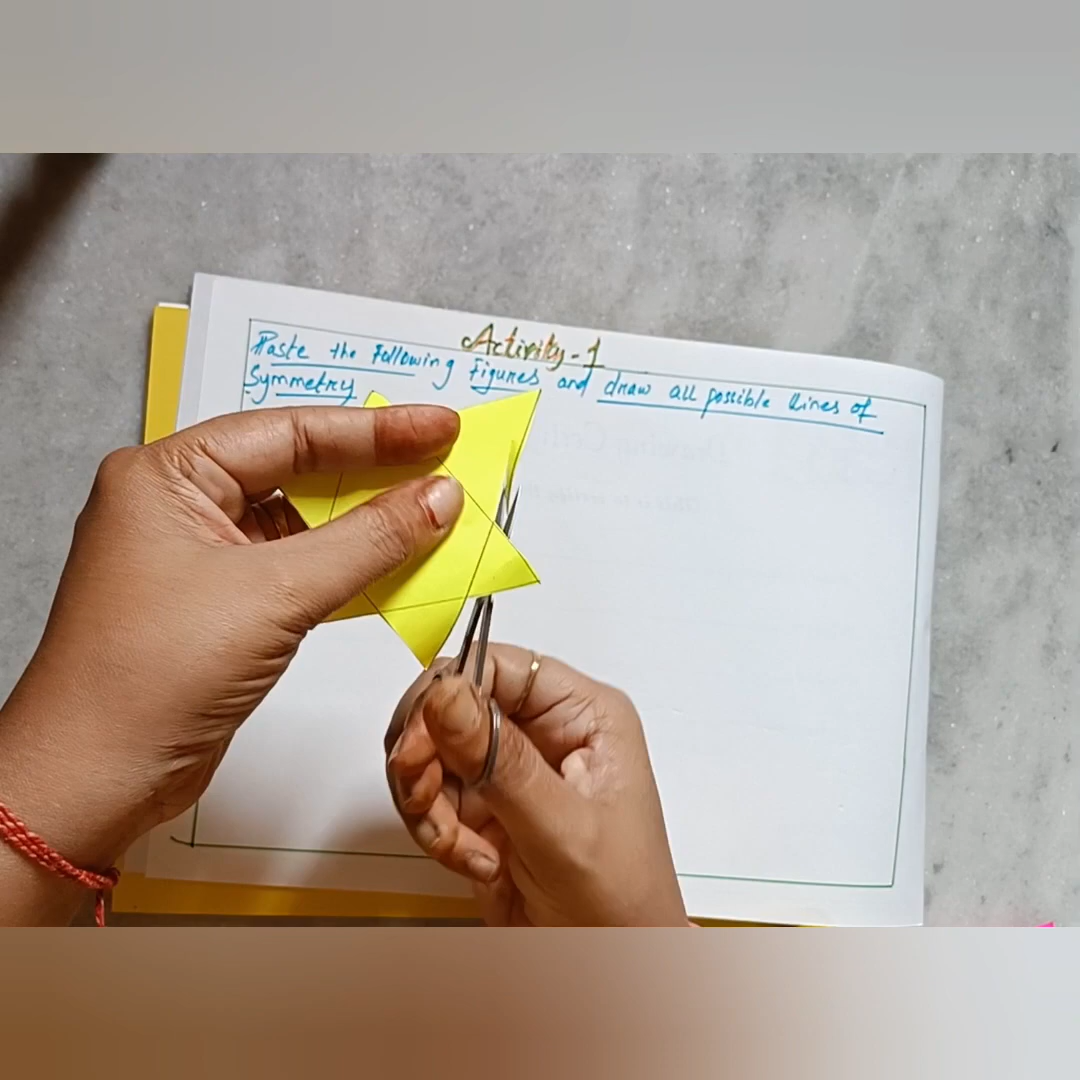 Activity-1
Paste the following figures and draw all possible lines of
Symmetry